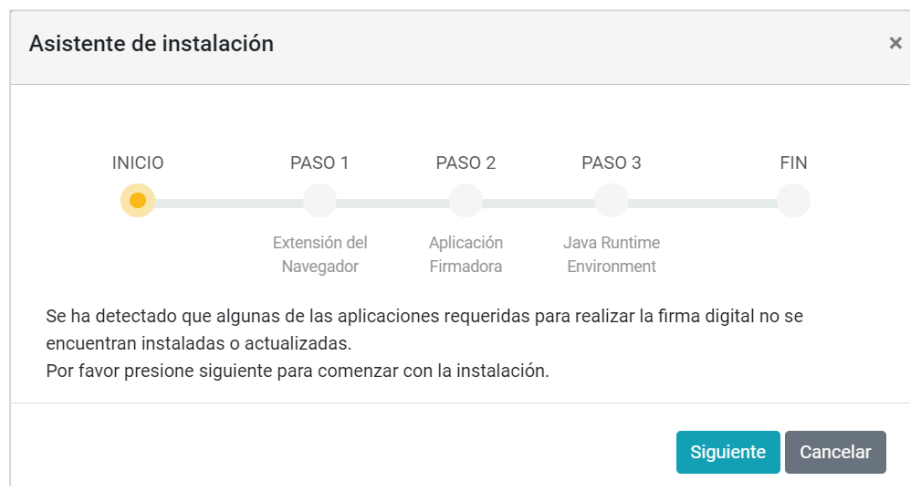 Asistente de instalación
×
INICIO
PASO 1
PASO 2
PASO 3
FIN
Extensión del
Navegador
Aplicación
Firmadora
Java Runtime
Environment
Se ha detectado que algunas de las aplicaciones requeridas para realizar la firma digital no se
encuentran instaladas o actualizadas.
Por favor presione siguiente para comenzar con la instalación.
Siguiente
Cancelar